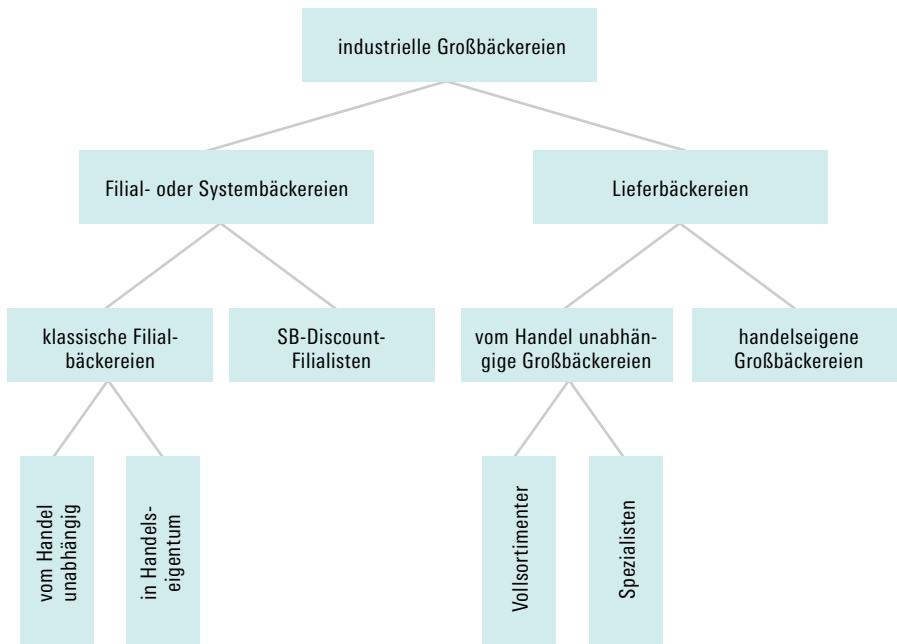 industrielle Großbäckereien
Filial- oder Systembäckereien
Lieferbäckereien
klassische Filial-
bäckereien
SB-Discount-
Filialisten
vom Handel unabhän-
gige Großbäckereien
handelseigene
Großbäckereien
vom Handel
unabhängig
in Handels-
eigentum
Vollsortimenter
Spezialisten